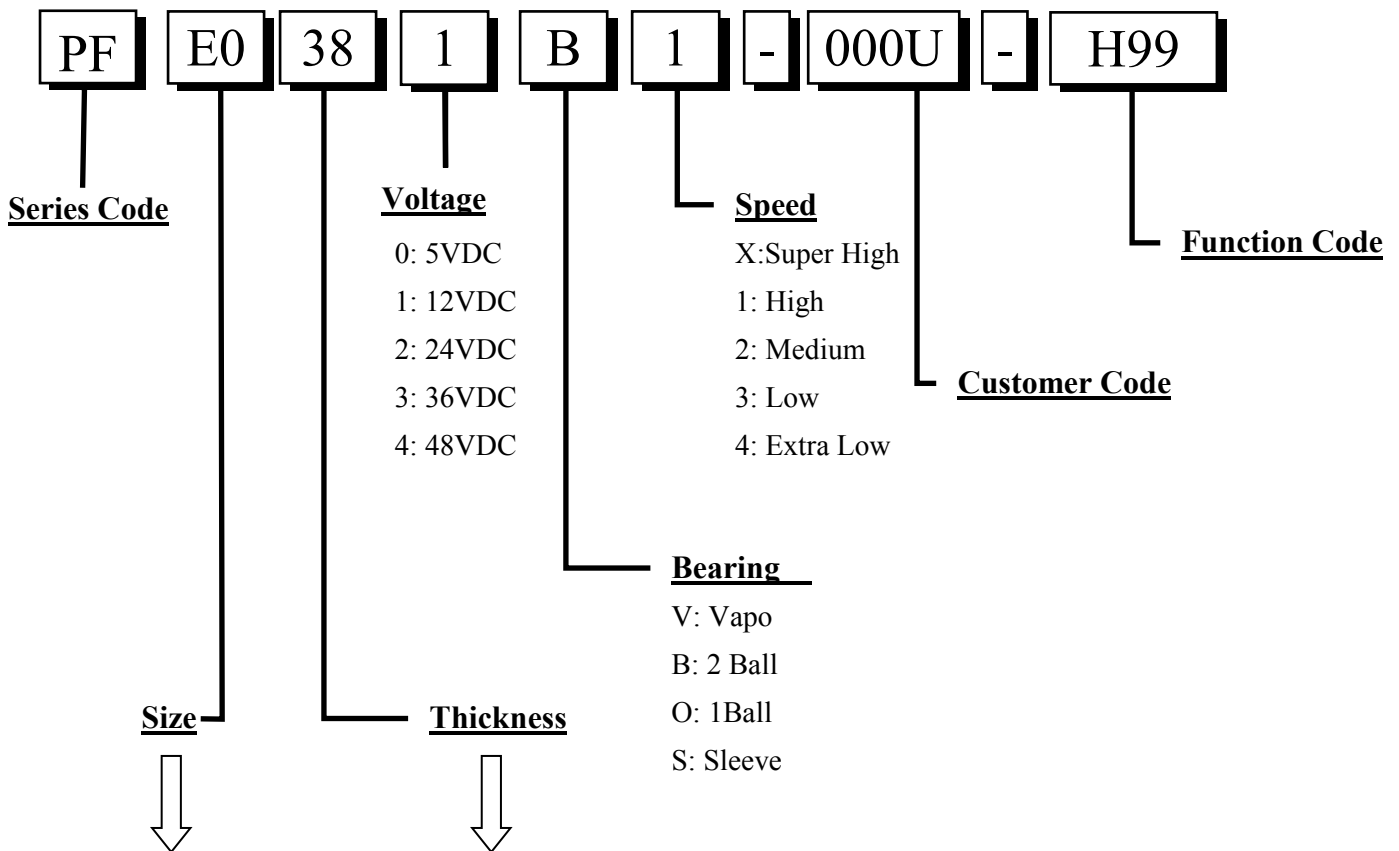 PF E0 38 1 B 1 - 000U - H99
Series Code
Voltage
0: 5VDC
1: 12VDC
2: 24VDC
3: 36VDC
4: 48VDC
Speed
X:Super High
1: High
2: Medium
3: Low
4: Extra Low
Function Code
Customer Code
Bearing
V: Vapo
B: 2 Ball
O: 1Ball
S: Sleeve
Size
Thickness